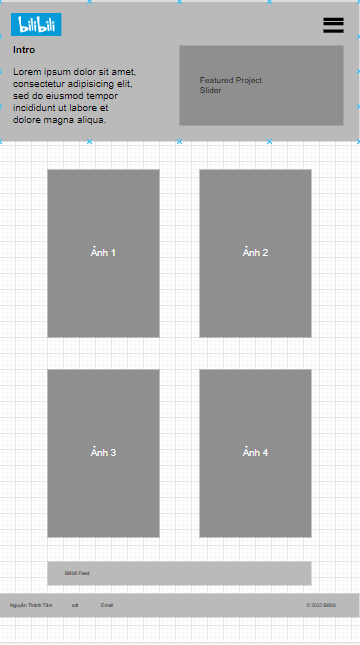 bilibili
Intro
Lorem ipsum dolor sit amet,
consectetur adipisicing elit,
sed do eiusmod tempor
incididunt ut labore et
dolore magna aliqua.
Featured Project
Slider
Ảnh 1
Ảnh 2
Ảnh 3
Ảnh 4
Bilibili Feed
Nguyễn Thành Tâm sdt Email © 2023 Bilibili